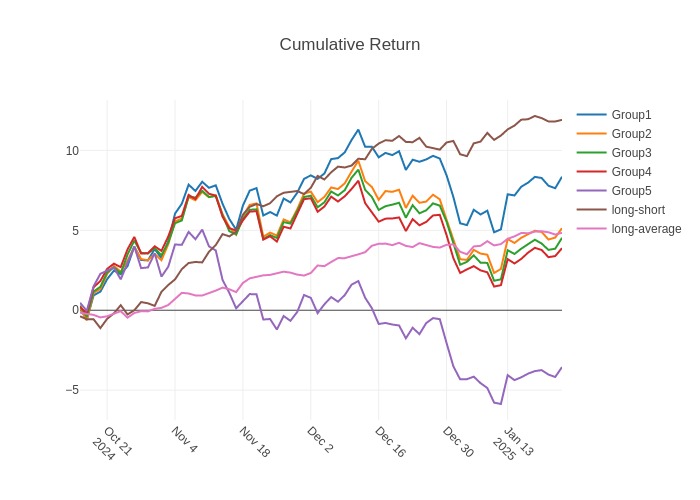 Cumulative Return
10
5
0
−5
Oct 21
2024
Nov 4
Nov 18
Dec 2
Dec 16
Dec 30
Jan 13
2025
Group1
Group2
Group3
Group4
Group5
long-short
long-average